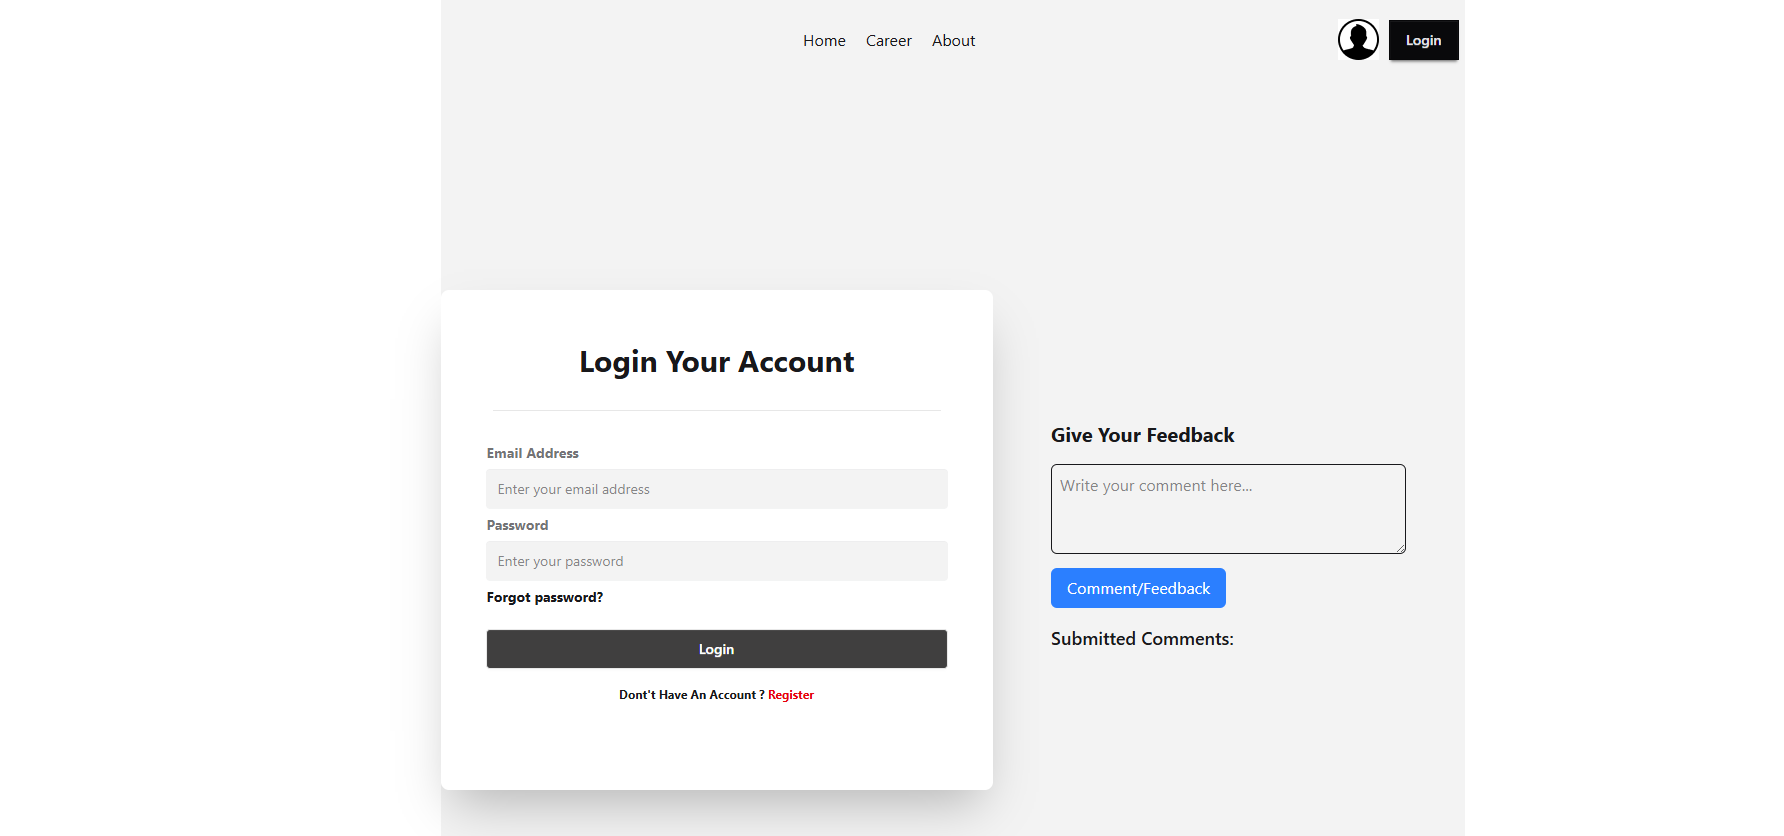 Home Career About Login
Login Your Account
Email Address
Enter your email address
Password
Enter your password
Forgot password?
Login
Dont't Have An Account ? Register
Give Your Feedback
Write your comment here...
Comment/Feedback
Submitted Comments: